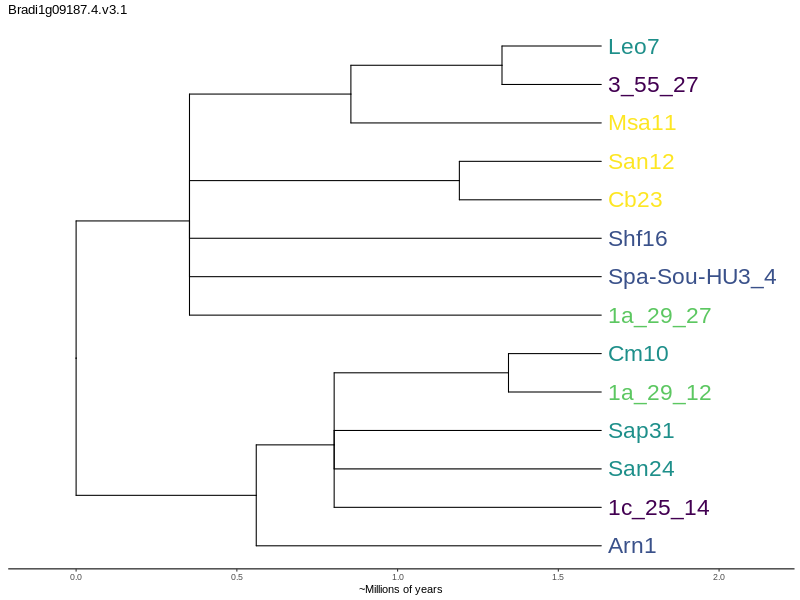 Bradi1g09187.4.v3.1
Leo7
3_55_27
Msa11
San12
Cb23
Shf16
Spa-Sou-HU3_4
1a_29_27
Cm10
1a_29_12
Sap31
San24
1c_25_14
Arn1
0.0 0.5 1.0 1.5 2.0
~Millions of years